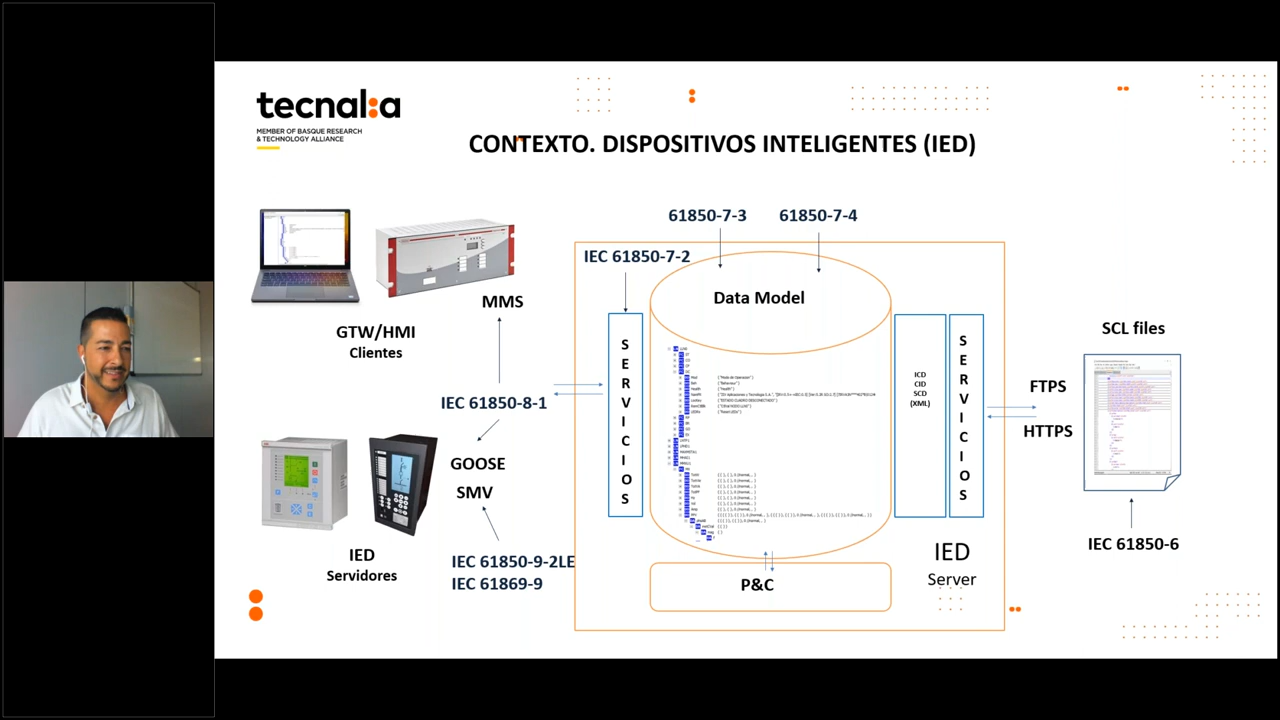 tecnalia
MEMBER OF BASQUE RESEARCH
& TECHNOLOGY ALLIANCE
CONTEXTO. DISPOSITIVOS INTELIGENTES (IED)
MMS
GTW/HMI
Clientes
IEC 61850-8-1
GOOSE
SMV
IED
Servidores
IEC 61850-9-2LE
IEC 61869-9
61850-7-3
61850-7-4
IEC 61850-7-2
Data Model
SERVICIOS
ICD
CID
SCD
(XML)
SERVICIOS
P&C
IED
Server
SCL files
FTPS
HTTPS
IEC 61850-6